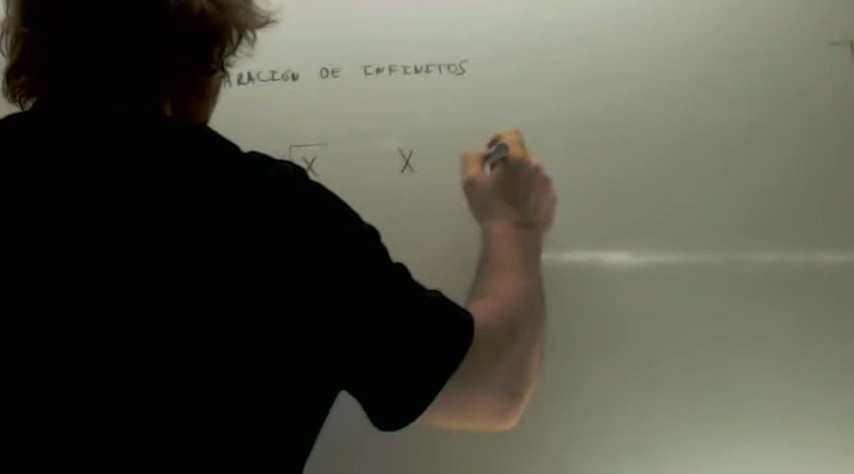 ARACIÓN DE INFINITOS
√x x